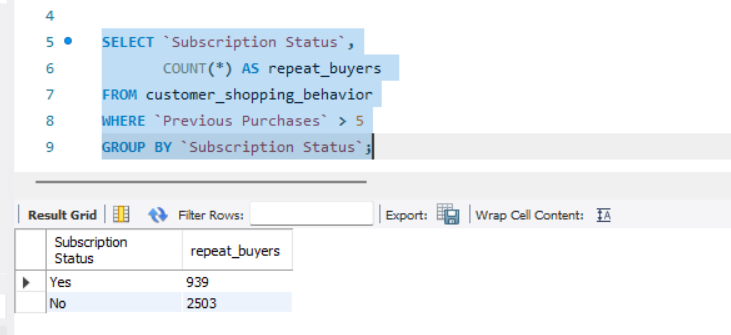 4
5 SELECT `Subscription Status`,
6 COUNT(*) AS repeat_buyers
7 FROM customer_shopping_behavior
8 WHERE `Previous Purchases` > 5
9 GROUP BY `Subscription Status`;
Result Grid Filter Rows: Export: Wrap Cell Content: IA
Subscription Status repeat_buyers
Yes 939
No 2503